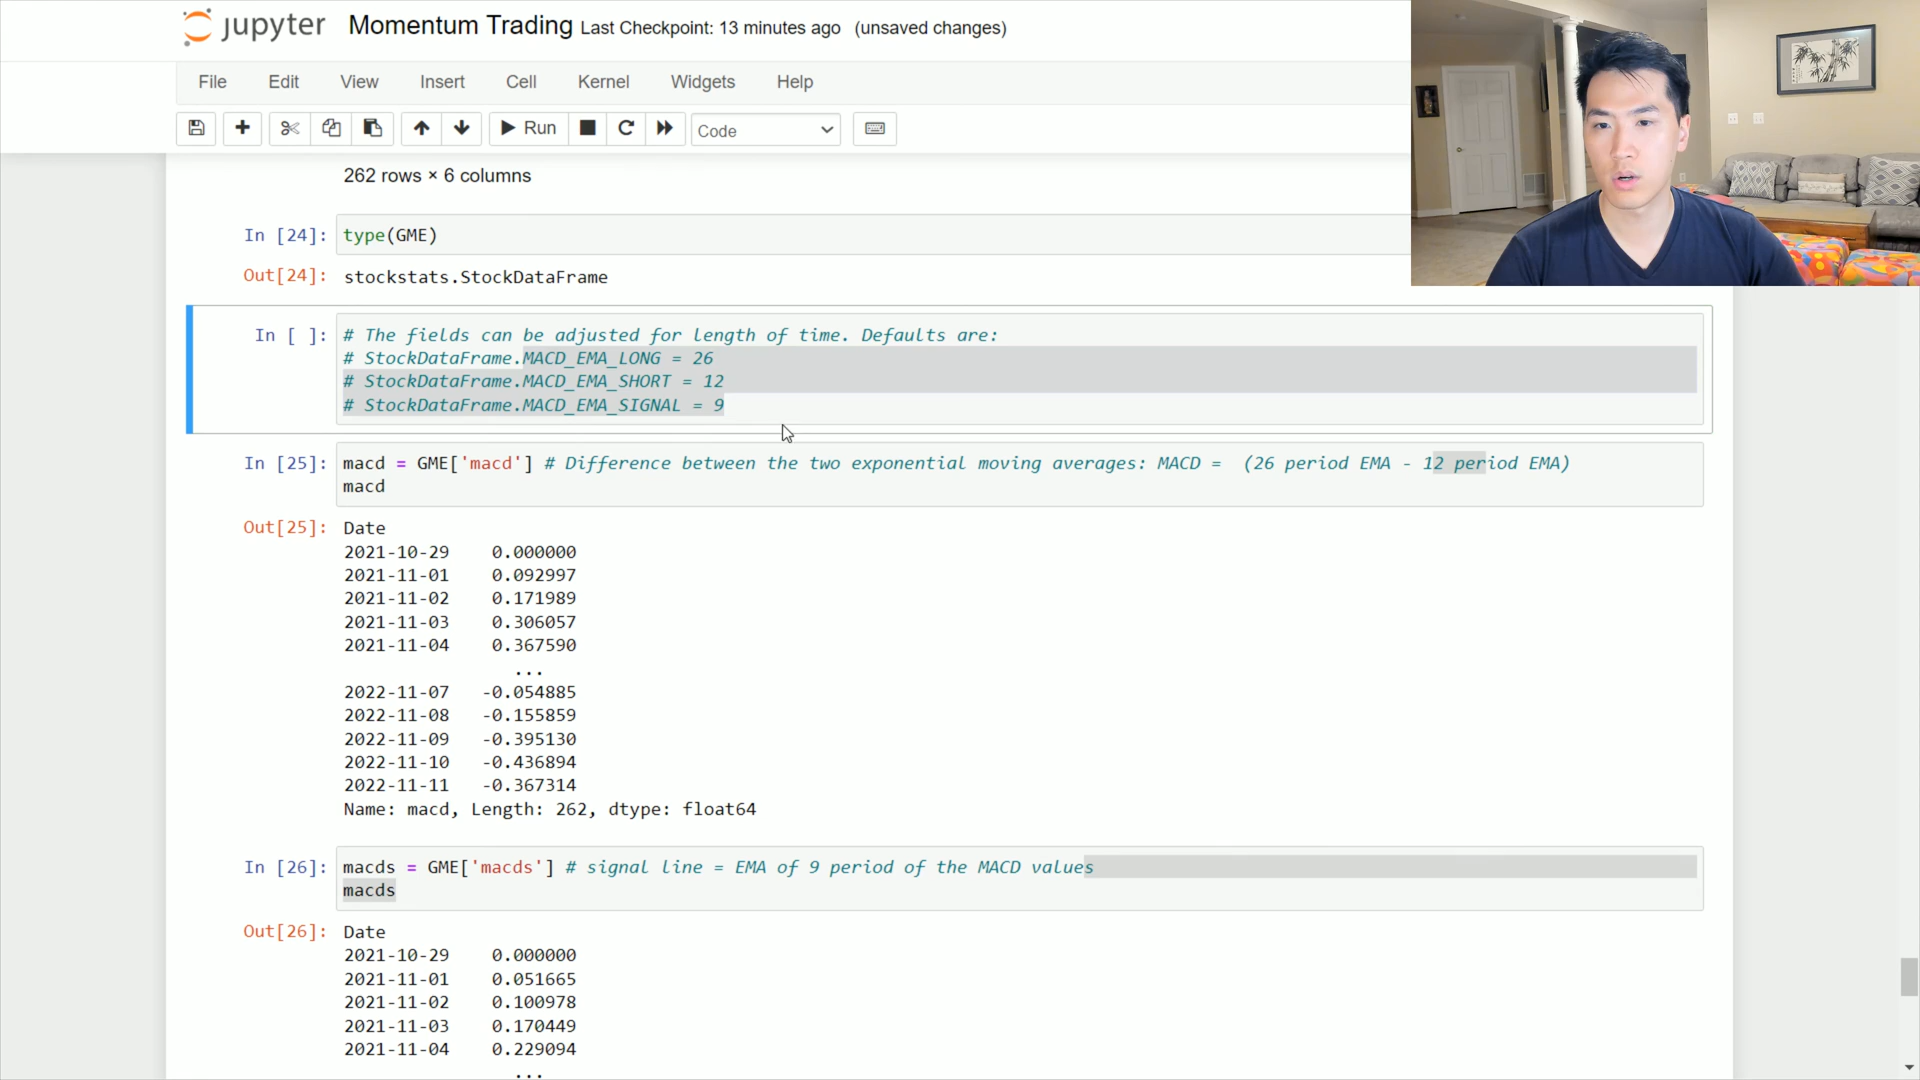 jupyter Momentum Trading Last Checkpoint: 13 minutes ago (unsaved changes)
File Edit View Insert Cell Kernel Widgets Help
Run Code
262 rows × 6 columns
In [24]: type(GME)
Out[24]: stockstats.StockDataFrame
In [ ]: # The fields can be adjusted for length of time. Defaults are:
# StockDataFrame.MACD_EMA_LONG = 26
# StockDataFrame.MACD_EMA_SHORT = 12
# StockDataFrame.MACD_EMA_SIGNAL = 9
In [25]: macd = GME['macd'] # Difference between the two exponential moving averages: MACD =  (26 period EMA - 12 period EMA)
macd
Out[25]: Date
2021-10-29    0.000000
2021-11-01    0.092997
2021-11-02    0.171989
2021-11-03    0.306057
2021-11-04    0.367590
...
2022-11-07   -0.054885
2022-11-08   -0.155859
2022-11-09   -0.395130
2022-11-10   -0.436894
2022-11-11   -0.367314
Name: macd, Length: 262, dtype: float64
In [26]: macds = GME['macds'] # signal line = EMA of 9 period of the MACD values
macds
Out[26]: Date
2021-10-29    0.000000
2021-11-01    0.051665
2021-11-02    0.100978
2021-11-03    0.170449
2021-11-04    0.229094
...